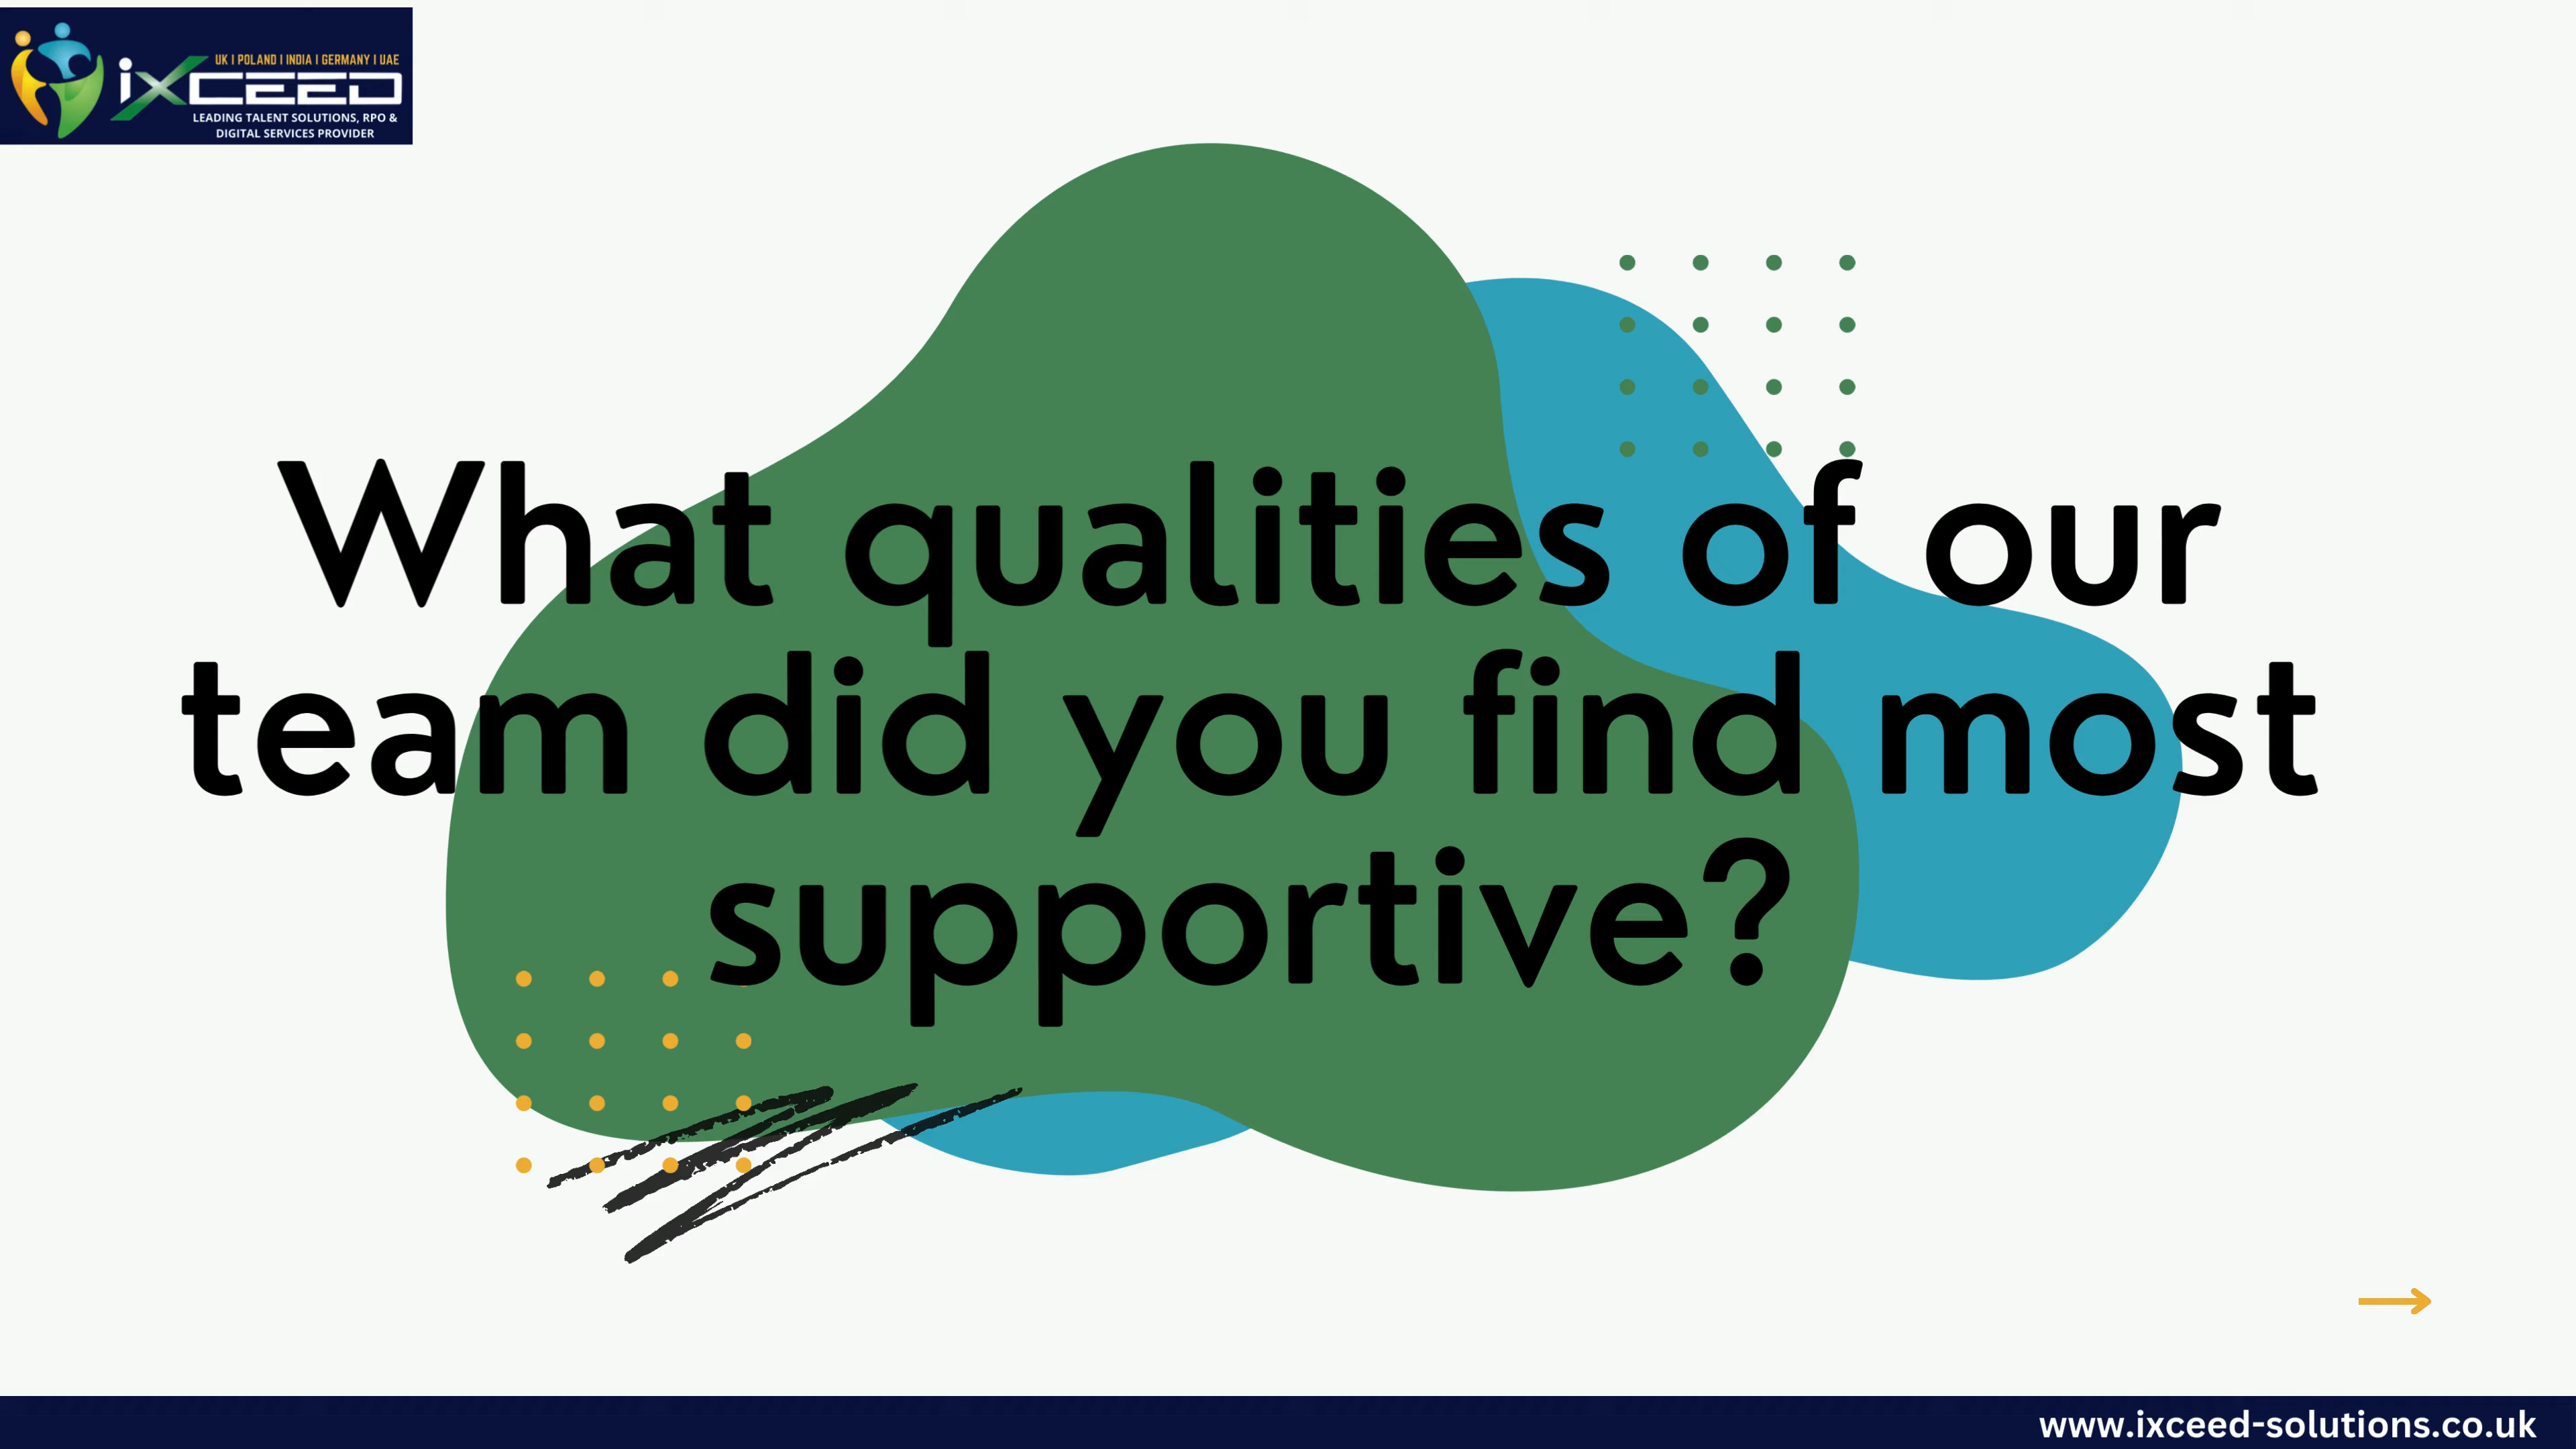 UK | POLAND | INDIA | GERMANY | UAE
iXCEED
LEADING TALENT SOLUTIONS, RPO &
DIGITAL SERVICES PROVIDER
What qualities of our
team did you find most
supportive?
www.ixceed-solutions.co.uk